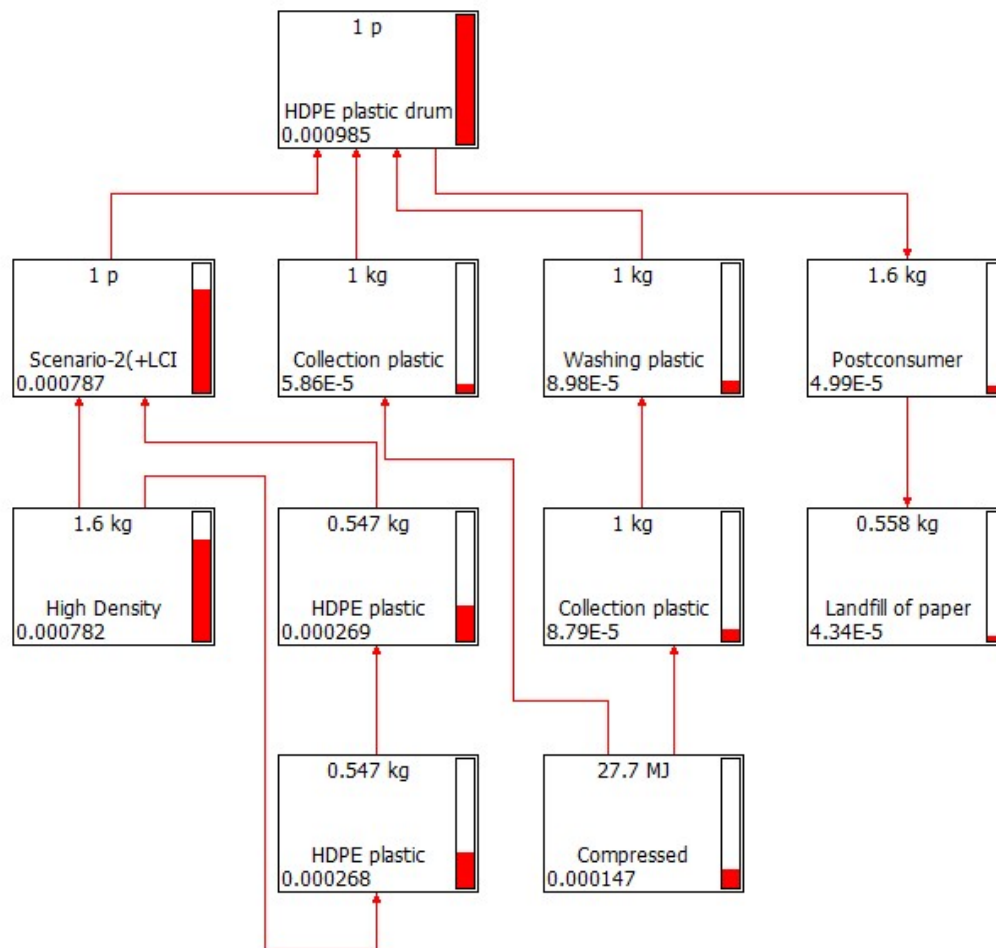 1 p
HDPE plastic drum
0.000985
1 p
Scenario-2(+LCI
0.000787
1 kg
Collection plastic
5.86E-5
1 kg
Washing plastic
8.98E-5
1.6 kg
Postconsumer
4.99E-5
1.6 kg
High Density
0.000782
0.547 kg
HDPE plastic
0.000269
1 kg
Collection plastic
8.79E-5
0.558 kg
Landfill of paper
4.34E-5
0.547 kg
HDPE plastic
0.000268
27.7 MJ
Compressed
0.000147